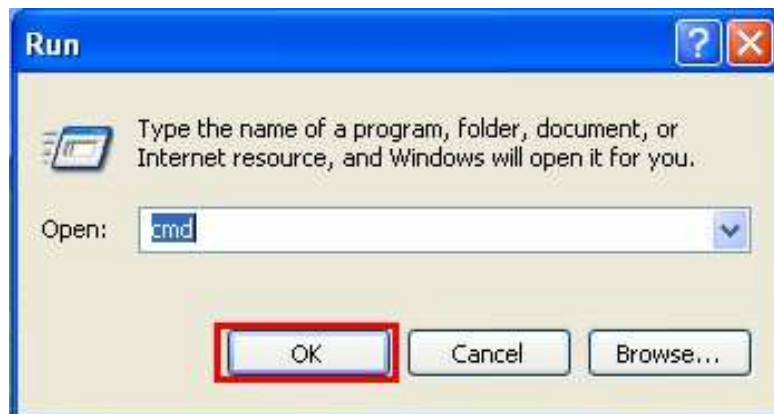 Run
Type the name of a program, folder, document, or
Internet resource, and Windows will open it for you.
Open: cmd
OK Cancel Browse...